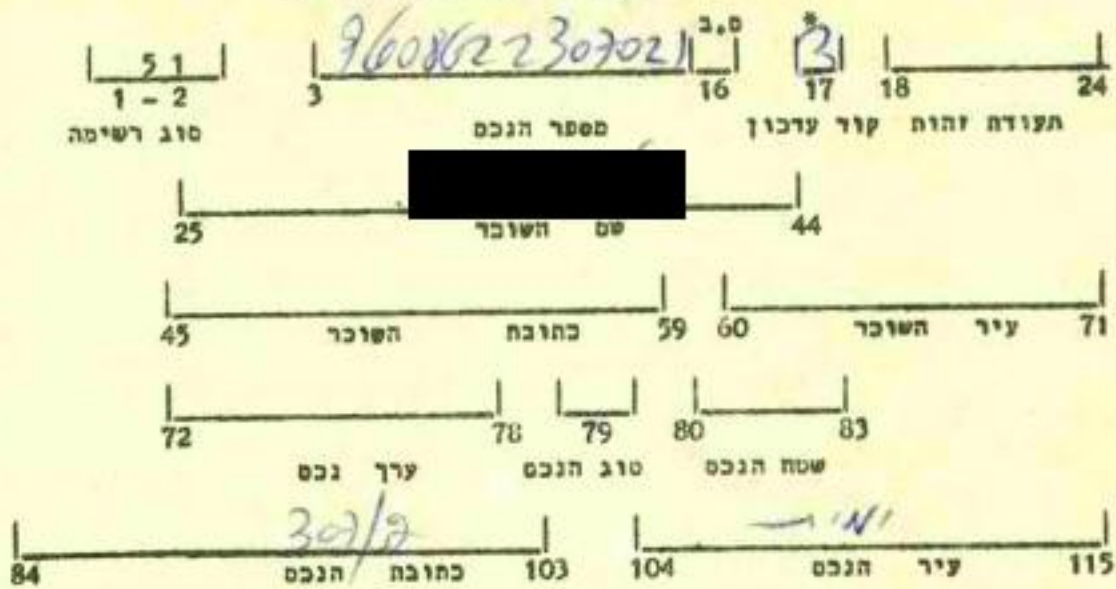 51 9608622307021 ס.ב *3
1 - 2 3 16 17 18 24
סוג רשימה מספר הנכס קוד עדכון תעודת זהות
25 שם השוכר 44
45 כתובת השוכר 59 60 עיר השוכר 71
72 78 79 80 83
ערך נכס סוג הנכס שטח הנכס
307/2 ימית
84 כתובת הנכס 103 104 עיר הנכס 115